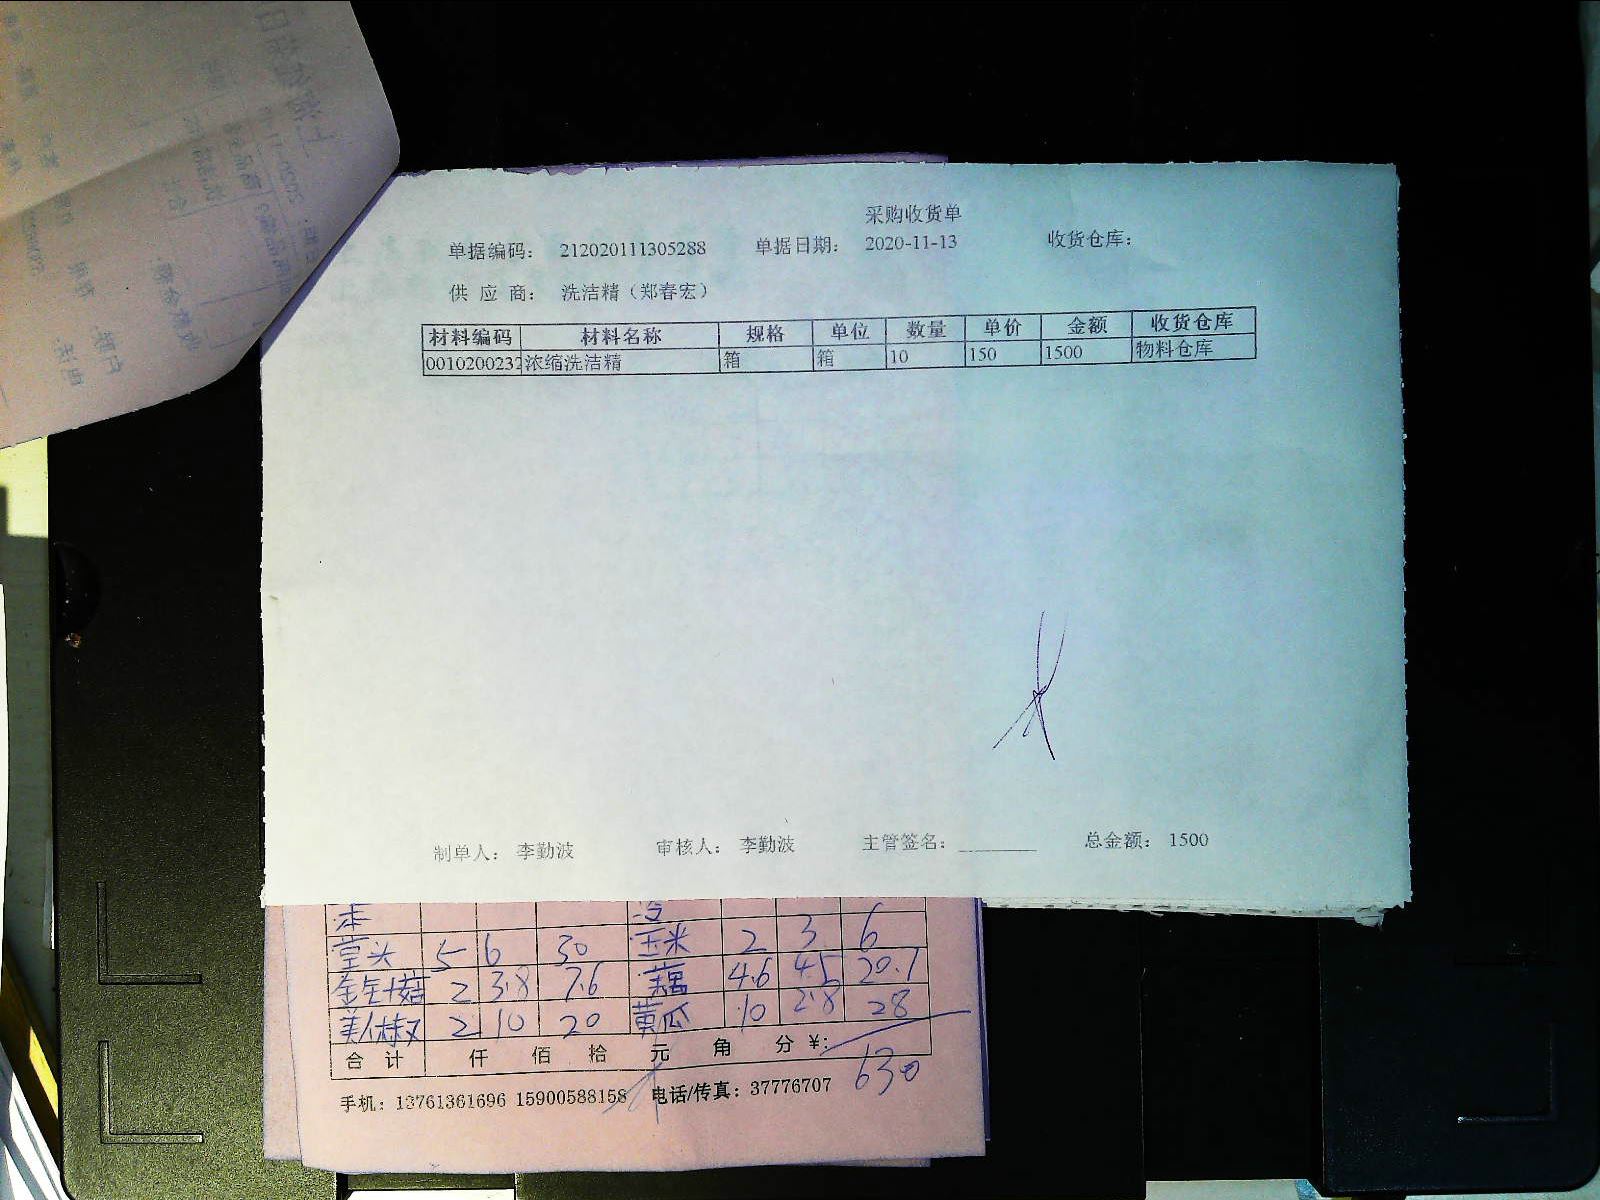 采购收货单
单据编码： 212020111305288 单据日期： 2020-11-13 收货仓库：
供 应 商： 洗洁精（郑春宏）
材料编码 材料名称 规格 单位 数量 单价 金额 收货仓库
0010200232 浓缩洗洁精 箱 箱 10 150 1500 物料仓库
制单人： 李勤波 审核人： 李勤波 主管签名：________ 总金额： 1500
5 6 30 玉米 2 3 6
金针菇 2 3.8 7.6 藕 4.6 4.5 20.7
美人椒 2 10 20 黄瓜 10 2.8 28
合 计 仟 佰 拾 元 角 分 ¥:
630
手机：13761361696 15900588158 电话/传真：37776707